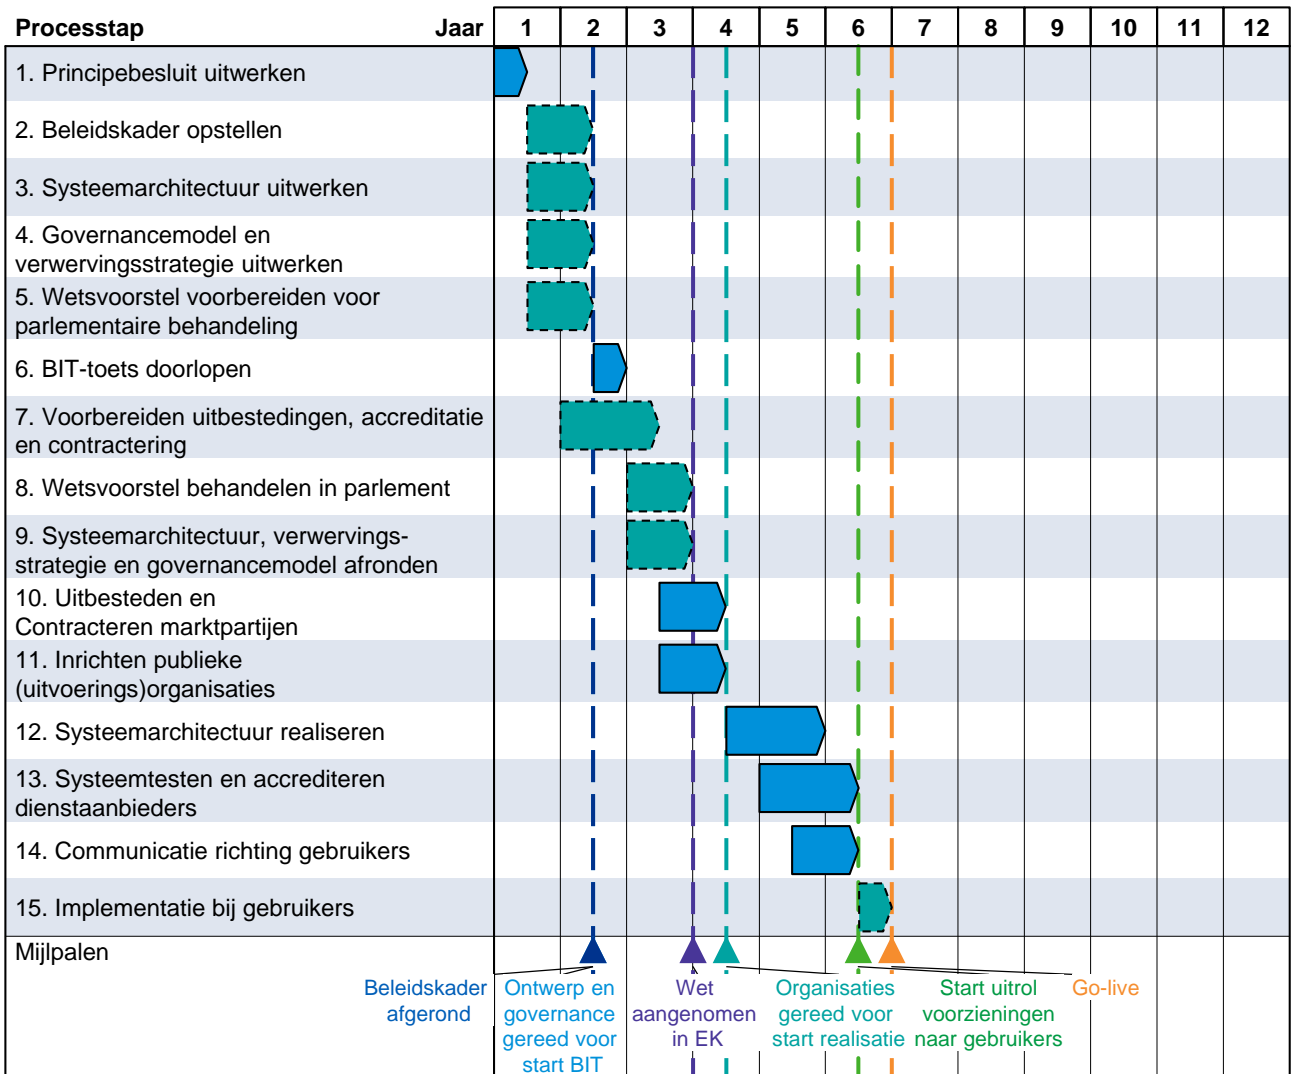 Processtap Jaar 1 2 3 4 5 6 7 8 9 10 11 12
1. Principebesluit uitwerken
2. Beleidskader opstellen
3. Systeemarchitectuur uitwerken
4. Governancemodel en
verwervingsstrategie uitwerken
5. Wetsvoorstel voorbereiden voor
parlementaire behandeling
6. BIT-toets doorlopen
7. Voorbereiden uitbestedingen, accreditatie
en contractering
8. Wetsvoorstel behandelen in parlement
9. Systeemarchitectuur, verwervings-
strategie en governancemodel afronden
10. Uitbesteden en
Contracteren marktpartijen
11. Inrichten publieke
(uitvoerings)organisaties
12. Systeemarchitectuur realiseren
13. Systeemtesten en accrediteren
dienstaanbieders
14. Communicatie richting gebruikers
15. Implementatie bij gebruikers
Mijlpalen
Beleidskader
afgerond
Ontwerp en
governance
gereed voor
start BIT
Wet
aangenomen
in EK
Organisaties
gereed voor
start realisatie
Start uitrol
voorzieningen
naar gebruikers
Go-live